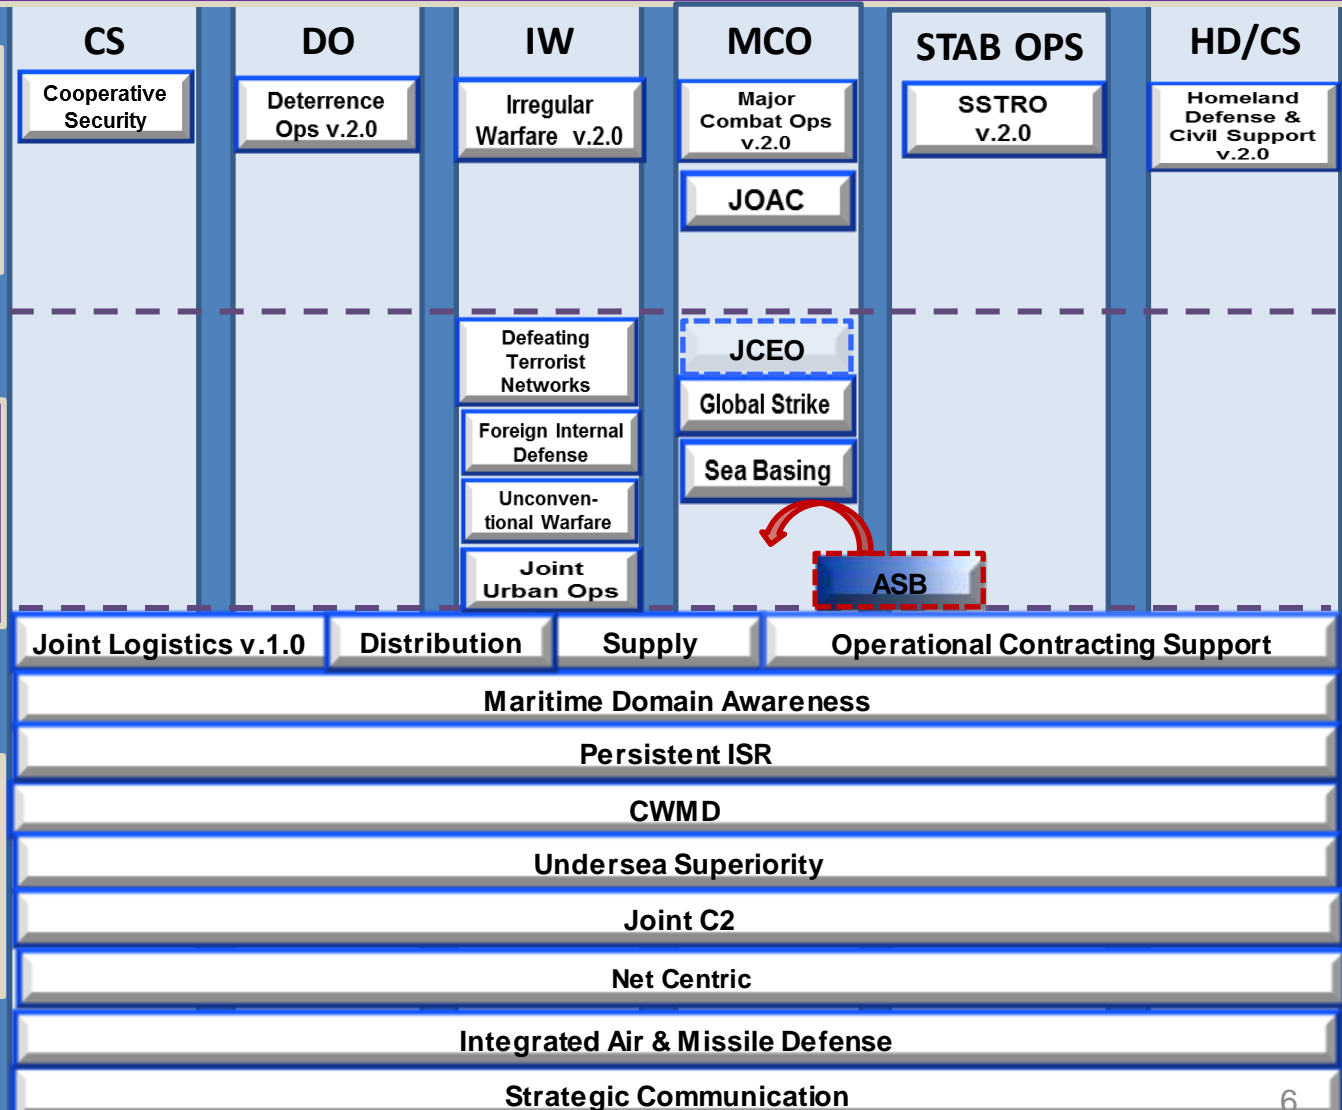 CS
DO
IW
MCO
STAB OPS
HD/CS
Cooperative
Security
Deterrence
Ops v.2.0
Irregular
Warfare v.2.0
Major
Combat Ops
v.2.0
SSTRO
v.2.0
Homeland
Defense &
Civil Support
v.2.0
JOAC
Defeating
Terrorist
Networks
Foreign Internal
Defense
Unconven-
tional Warfare
Joint
Urban Ops
JCEO
Global Strike
Sea Basing
ASB
Joint Logistics v.1.0
Distribution
Supply
Operational Contracting Support
Maritime Domain Awareness
Persistent ISR
CWMD
Undersea Superiority
Joint C2
Net Centric
Integrated Air & Missile Defense
Strategic Communication
6